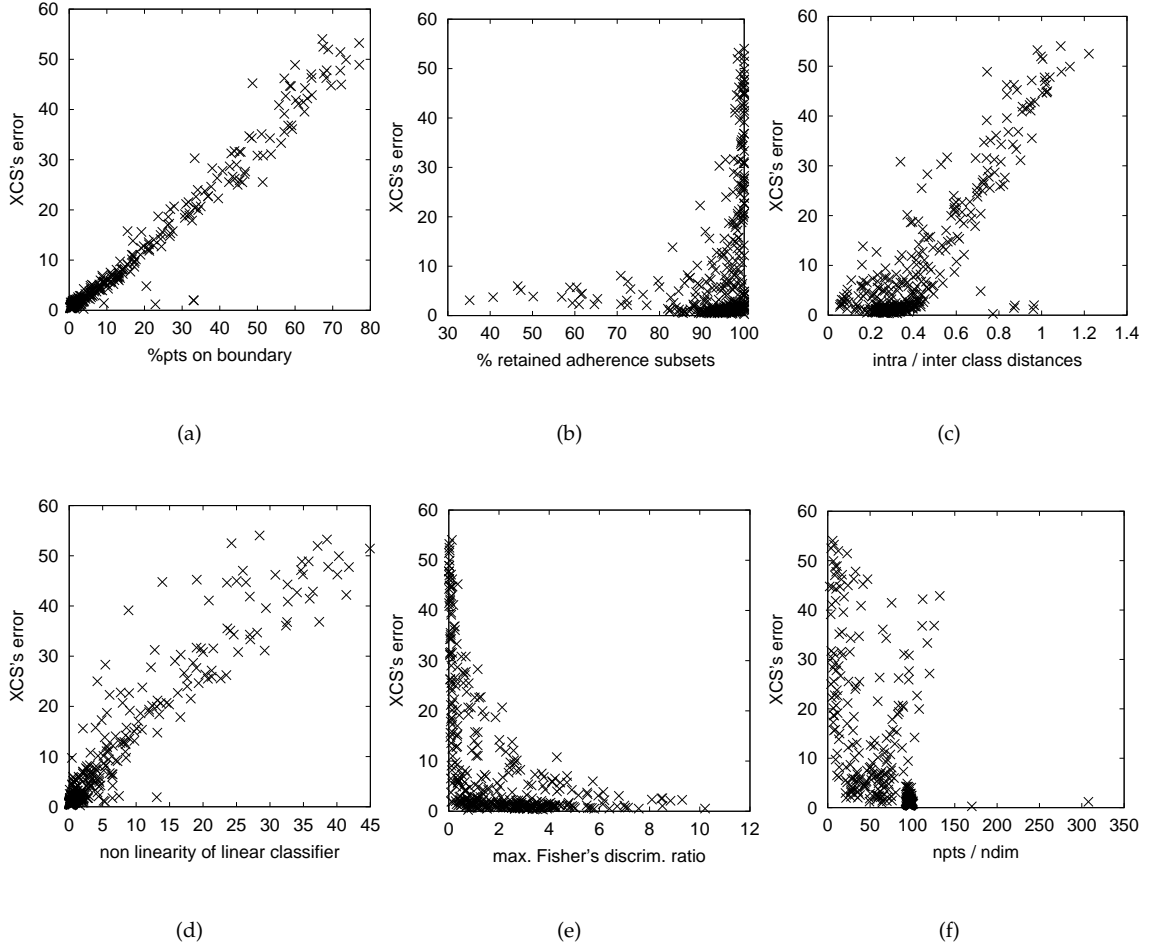 60
50
40
30
20
10
0
XCS's error
0 10 20 30 40 50 60 70 80
%pts on boundary
(a)
60
50
40
30
20
10
0
XCS's error
30 40 50 60 70 80 90 100
% retained adherence subsets
(b)
60
50
40
30
20
10
0
XCS's error
0 0.2 0.4 0.6 0.8 1 1.2 1.4
intra / inter class distances
(c)
60
50
40
30
20
10
0
XCS's error
0 5 10 15 20 25 30 35 40 45
non linearity of linear classifier
(d)
60
50
40
30
20
10
0
XCS's error
0 2 4 6 8 10 12
max. Fisher's discrim. ratio
(e)
60
50
40
30
20
10
0
XCS's error
0 50 100 150 200 250 300 350
npts / ndim
(f)